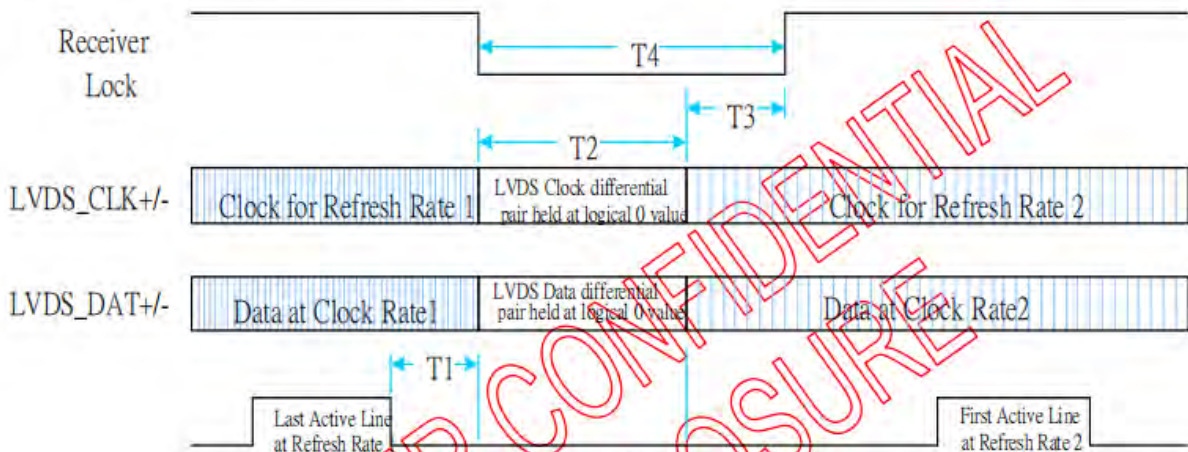 Receiver
Lock
T4
T3
T2
LVDS_CLK+/-
Clock for Refresh Rate 1
LVDS Clock differential
pair held at logical 0 value
Clock for Refresh Rate 2
LVDS_DAT+/-
Data at Clock Rate1
LVDS Data differential
pair held at logical 0 value
Data at Clock Rate2
T1
Last Active Line
at Refresh Rate
First Active Line
at Refresh Rate 2
CONFIDENTIAL